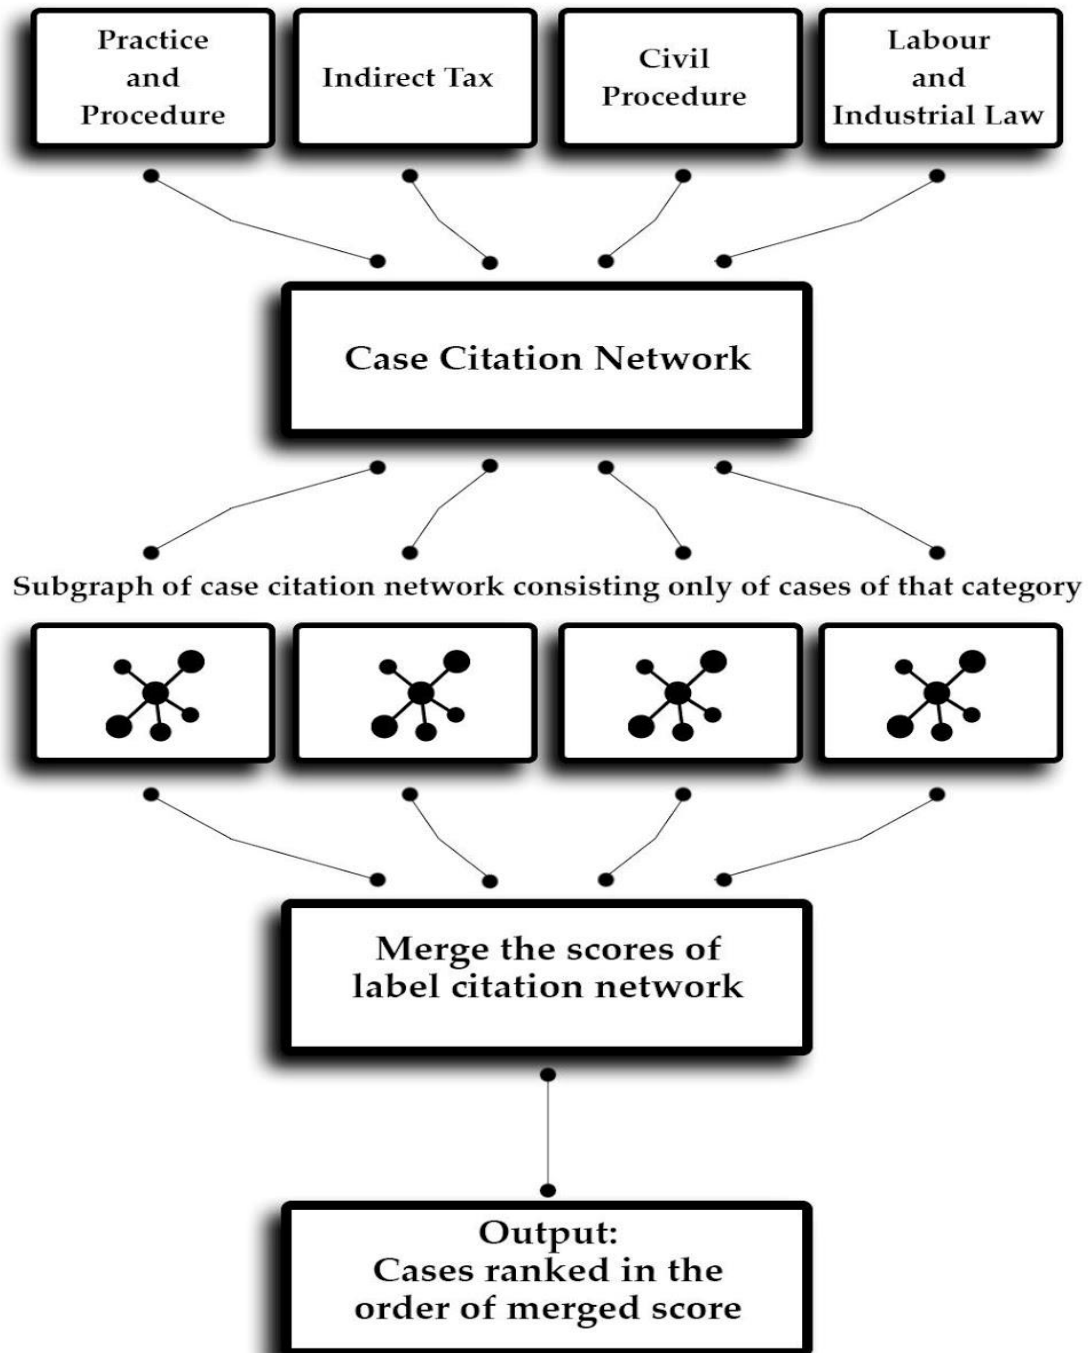 Practice
and
Procedure
Indirect Tax
Civil
Procedure
Labour
and
Industrial Law
Case Citation Network
Subgraph of case citation network consisting only of cases of that category
Merge the scores of
label citation network
Output:
Cases ranked in the
order of merged score